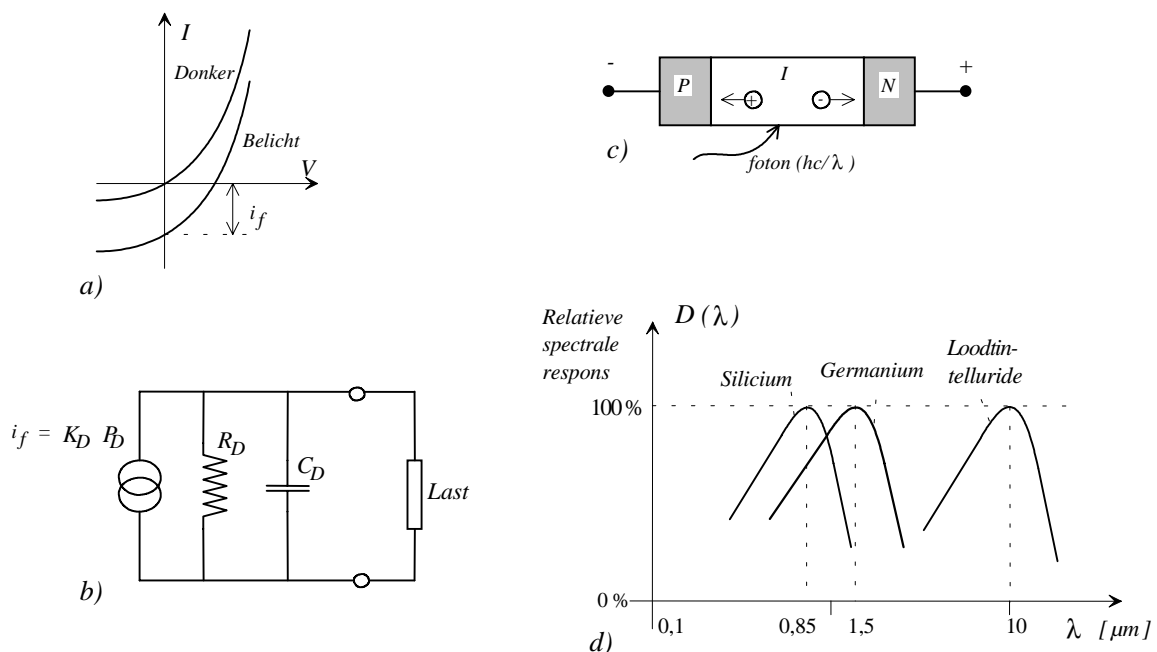 I
Donker
Belicht
V
i_f
a)
-
P
I
+
-
N
+
c)
foton (hc/λ)
i_f = K_D P_D
R_D
C_D
Last
b)
Relatieve
spectrale
respons
D (λ)
Silicium
Germanium
Loodtin-
telluride
100 %
0 %
0,1
0,85
1,5
10
λ [µm]
d)